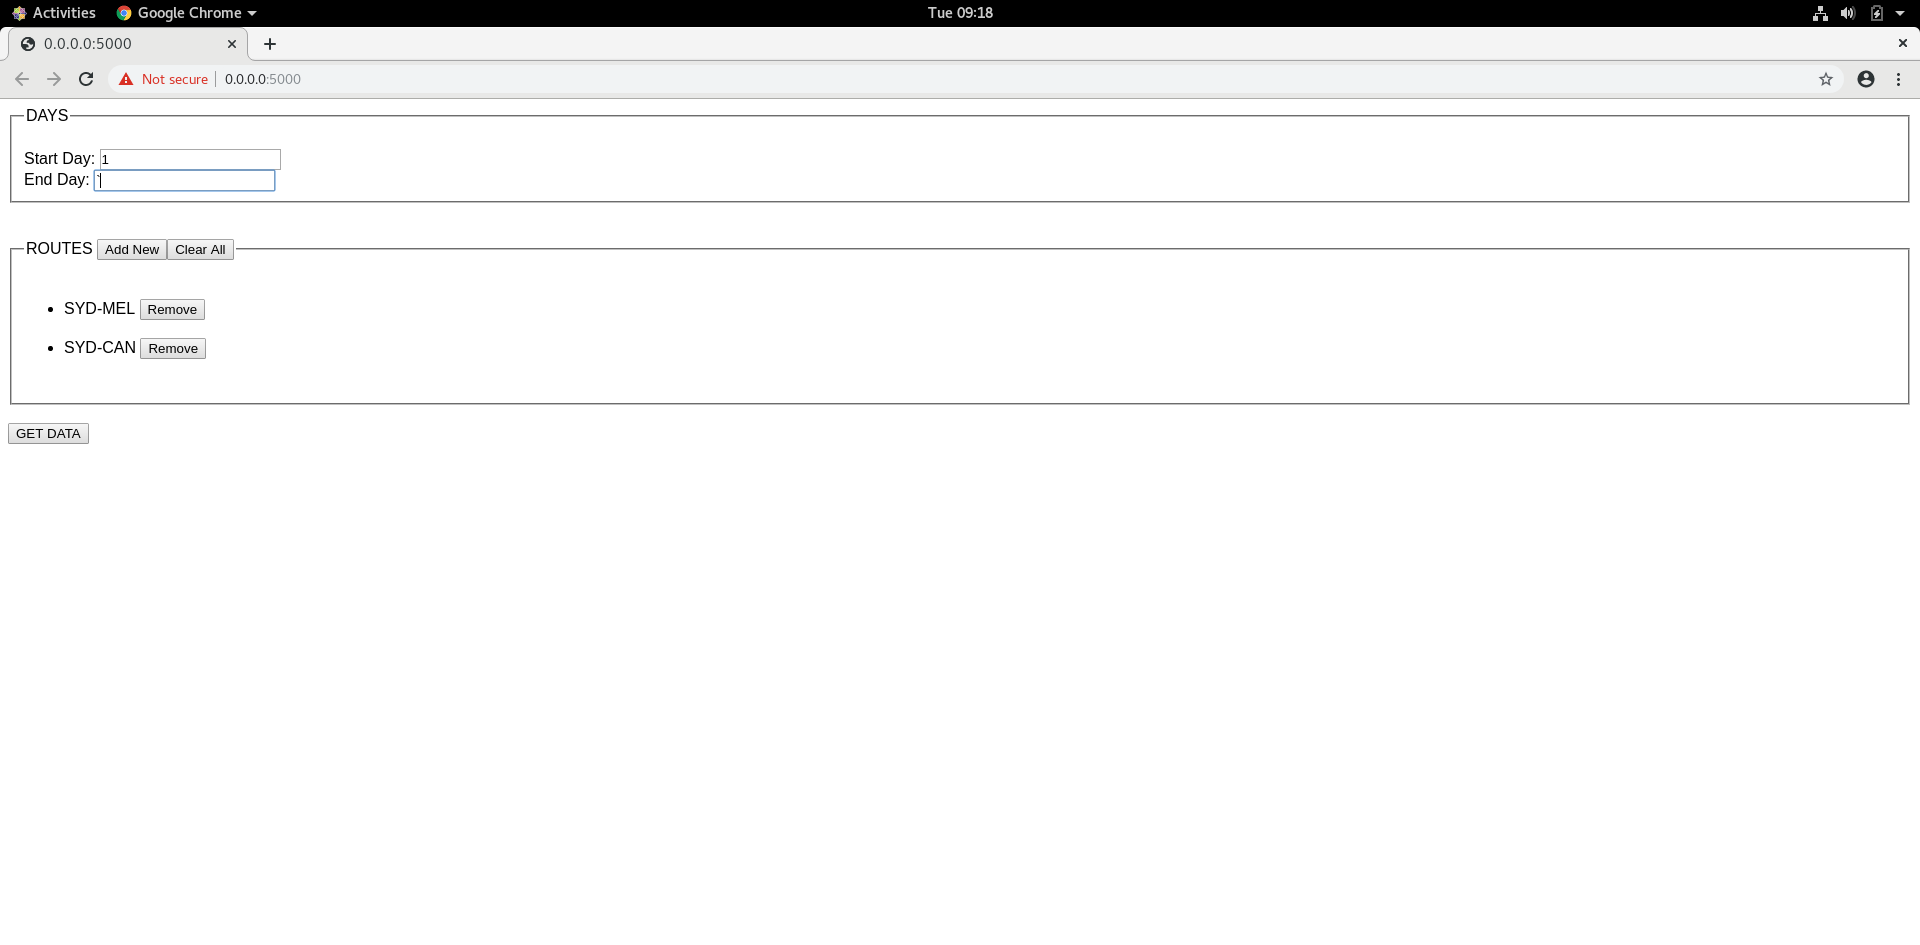 Activities Google Chrome Tue 09:18
0.0.0.0:5000
Not secure 0.0.0.0:5000
DAYS
Start Day: 1
End Day: `
ROUTES Add New Clear All
SYD-MEL Remove
SYD-CAN Remove
GET DATA